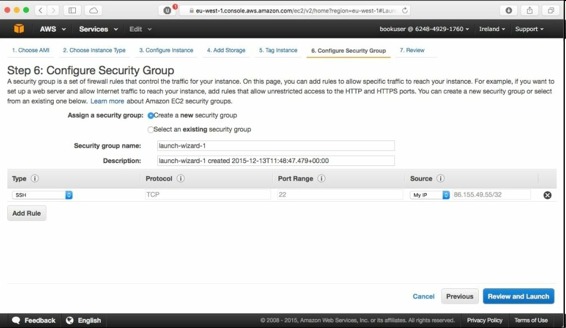 eu-west-1.console.aws.amazon.com/ec2/v2/home?region=eu-west-1#Laun
AWS Services Edit bookuser @ 6248-4929-1760 Ireland Support
1. Choose AMI 2. Choose Instance Type 3. Configure Instance 4. Add Storage 5. Tag Instance 6. Configure Security Group 7. Review
Step 6: Configure Security Group
A security group is a set of firewall rules that control the traffic for your instance. On this page, you can add rules to allow specific traffic to reach your instance. For example, if you want to
set up a web server and allow Internet traffic to reach your instance, add rules that allow unrestricted access to the HTTP and HTTPS ports. You can create a new security group or select
from an existing one below. Learn more about Amazon EC2 security groups.
Assign a security group: Create a new security group
Select an existing security group
Security group name: launch-wizard-1
Description: launch-wizard-1 created 2015-12-13T11:48:47.479+00:00
Type Protocol Port Range Source
SSH TCP 22 My IP 86.155.49.55/32
Add Rule
Cancel Previous Review and Launch
Feedback English © 2008 - 2015, Amazon Web Services, Inc. or its affiliates. All rights reserved. Privacy Policy Terms of Use